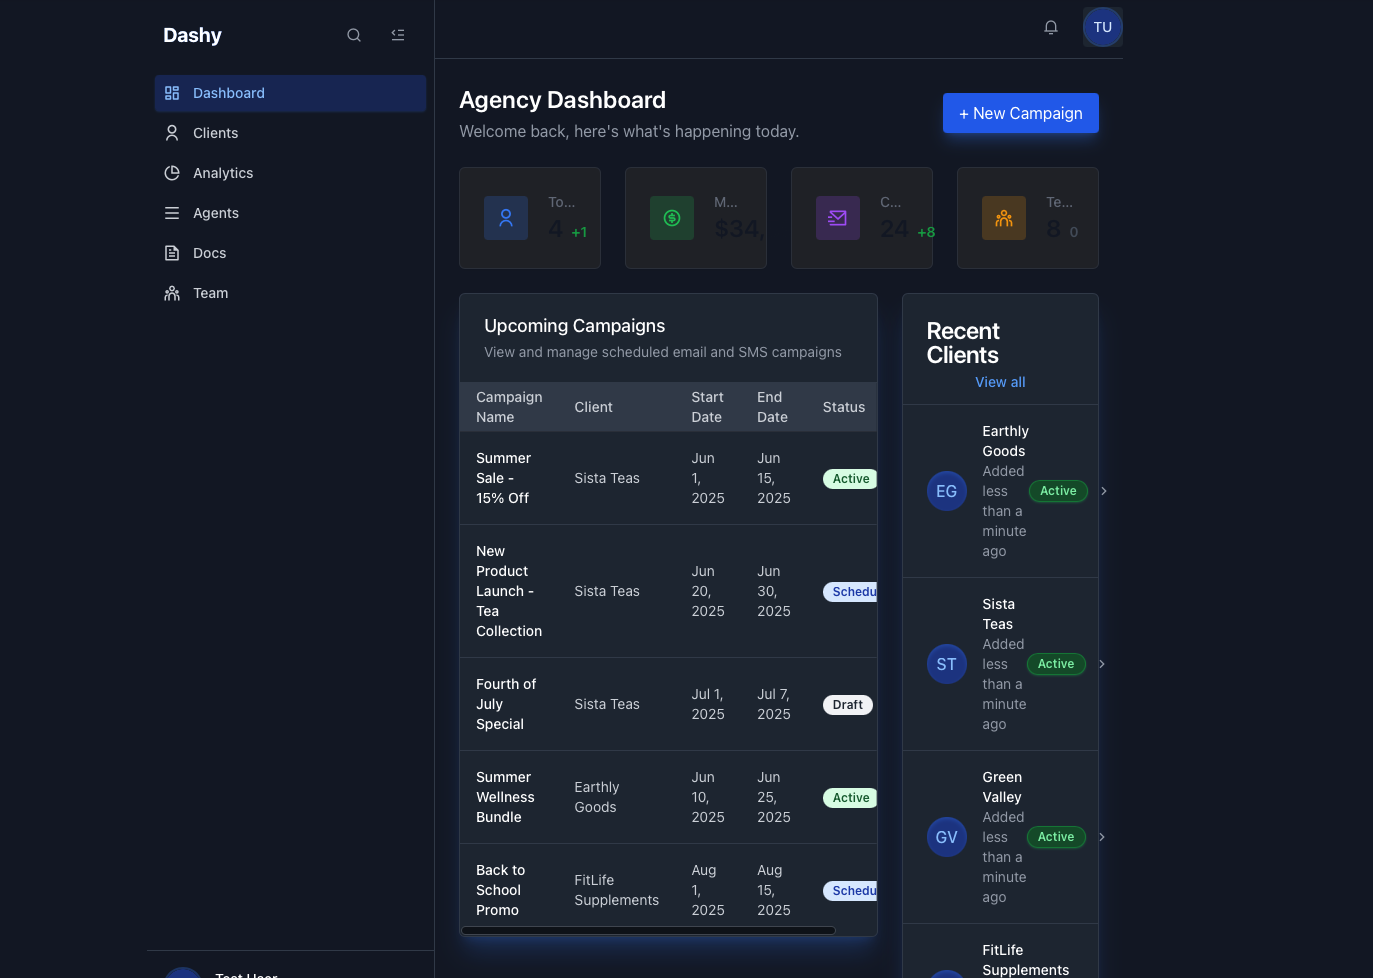 Dashy
TU
Dashboard
Clients
Analytics
Agents
Docs
Team
Agency Dashboard
Welcome back, here's what's happening today.
+ New Campaign
To...
4 +1
M...
$34,
C...
24 +8
Te...
8 0
Upcoming Campaigns
View and manage scheduled email and SMS campaigns
Campaign
Name
Client
Start
Date
End
Date
Status
Summer
Sale -
15% Off
Sista Teas
Jun
1,
2025
Jun
15,
2025
Active
New
Product
Launch -
Tea
Collection
Sista Teas
Jun
20,
2025
Jun
30,
2025
Schedu
Fourth of
July
Special
Sista Teas
Jul 1,
2025
Jul 7,
2025
Draft
Summer
Wellness
Bundle
Earthly
Goods
Jun
10,
2025
Jun
25,
2025
Active
Back to
School
Promo
FitLife
Supplements
Aug
1,
2025
Aug
15,
2025
Schedu
Recent
Clients
View all
EG
Earthly
Goods
Added
less
than a
minute
ago
Active
ST
Sista
Teas
Added
less
than a
minute
ago
Active
GV
Green
Valley
Added
less
than a
minute
ago
Active
FitLife
Supplements
Test User